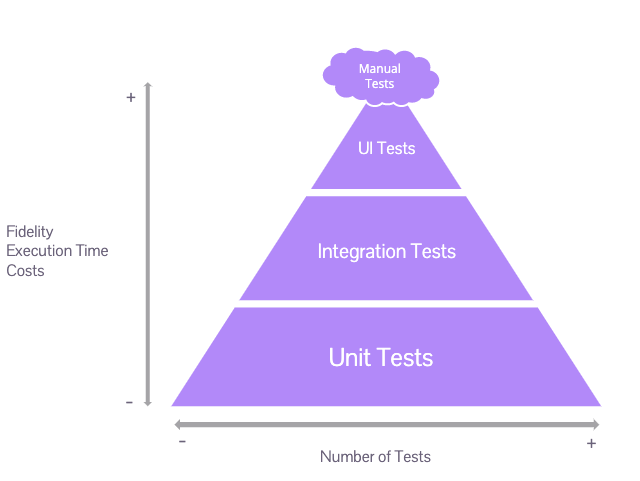 Manual
Tests
+
UI Tests
Fidelity
Execution Time
Costs
Integration Tests
Unit Tests
-
-
+
Number of Tests